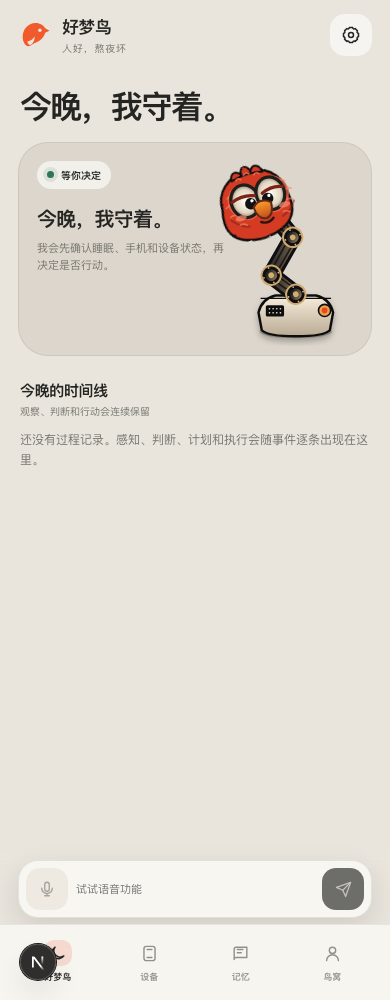 好梦鸟
人好，熬夜坏
今晚，我守着。
等你决定
今晚，我守着。
我会先确认睡眠、手机和设备状态，再
决定是否行动。
今晚的时间线
观察、判断和行动会连续保留
还没有过程记录。感知、判断、计划和执行会随事件逐条出现在这
里。
试试语音功能
N
好梦鸟
设备
记忆
鸟窝